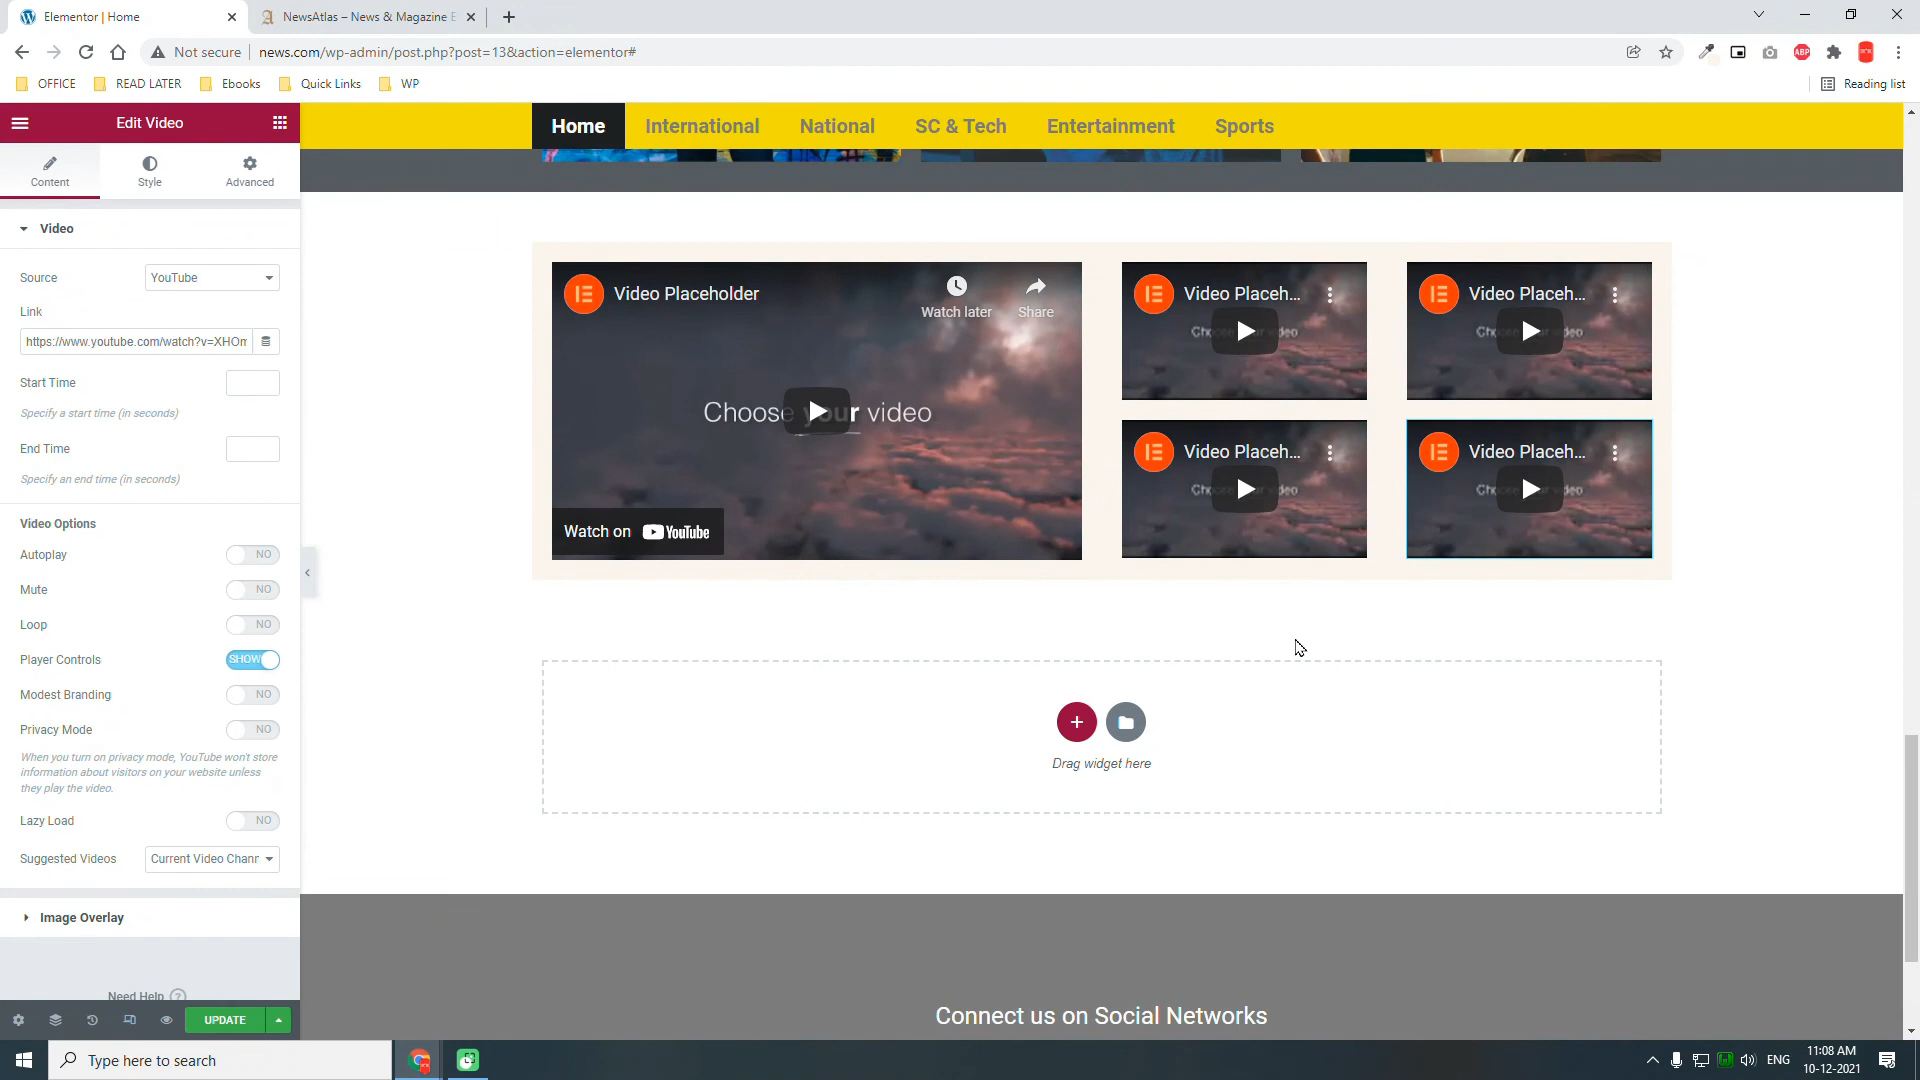 Elementor | Home
NewsAtlas – News & Magazine E
Not secure
news.com/wp-admin/post.php?post=13&action=elementor#
ABP
OFFICE
READ LATER
Ebooks
Quick Links
WP
Reading list
Edit Video
Content
Style
Advanced
Video
Source
YouTube
Link
https://www.youtube.com/watch?v=XHOm
Start Time
Specify a start time (in seconds)
End Time
Specify an end time (in seconds)
Video Options
Autoplay
NO
Mute
NO
Loop
NO
Player Controls
SHOW
Modest Branding
NO
Privacy Mode
NO
When you turn on privacy mode, YouTube won't store
information about visitors on your website unless
they play the video.
Lazy Load
NO
Suggested Videos
Current Video Chanr
Image Overlay
Need Help
UPDATE
Home
International
National
SC & Tech
Entertainment
Sports
Video Placeholder
Watch later
Share
Choose your video
Watch on YouTube
Video Placeh...
Video Placeh...
Video Placeh...
Video Placeh...
Drag widget here
Connect us on Social Networks
Type here to search
ENG
11:08 AM
10-12-2021